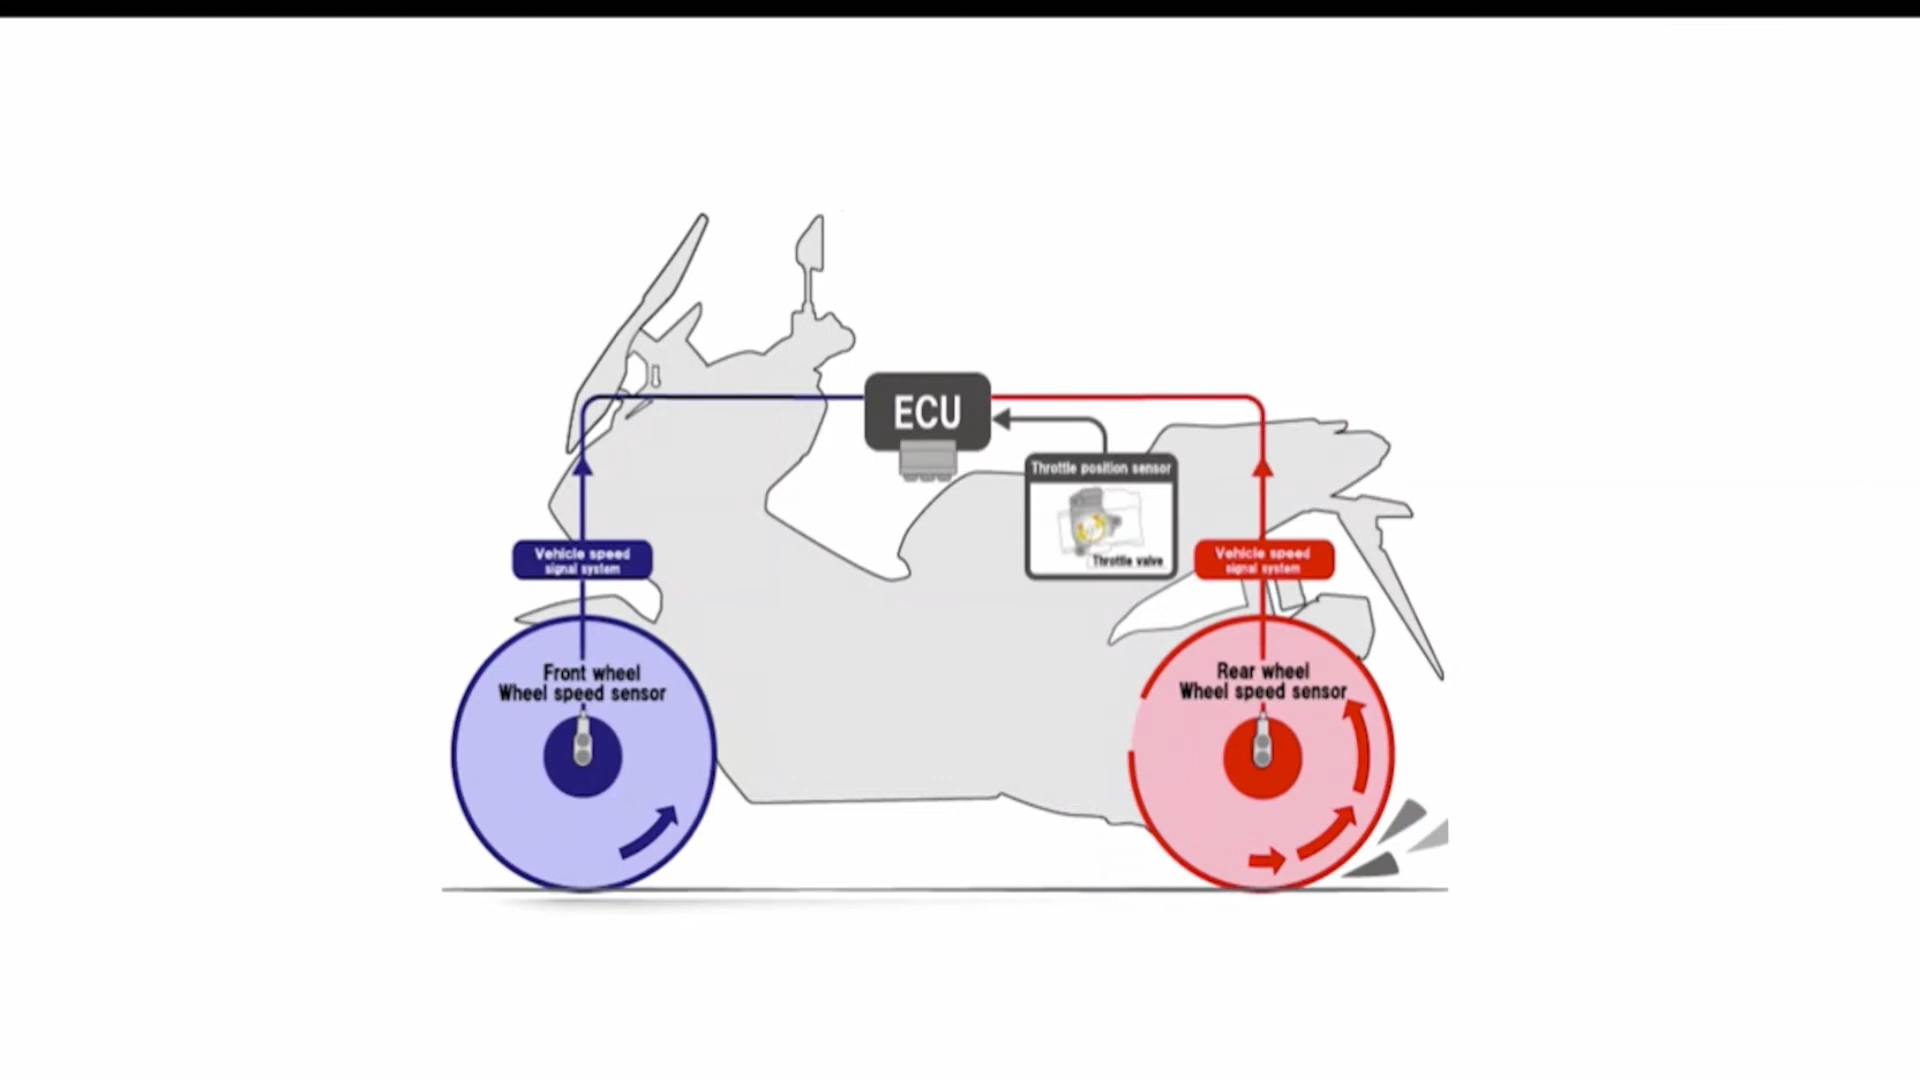 ECU
Throttle position sensor
Throttle valve
Vehicle speed
signal system
Vehicle speed
signal system
Front wheel
Wheel speed sensor
Rear wheel
Wheel speed sensor